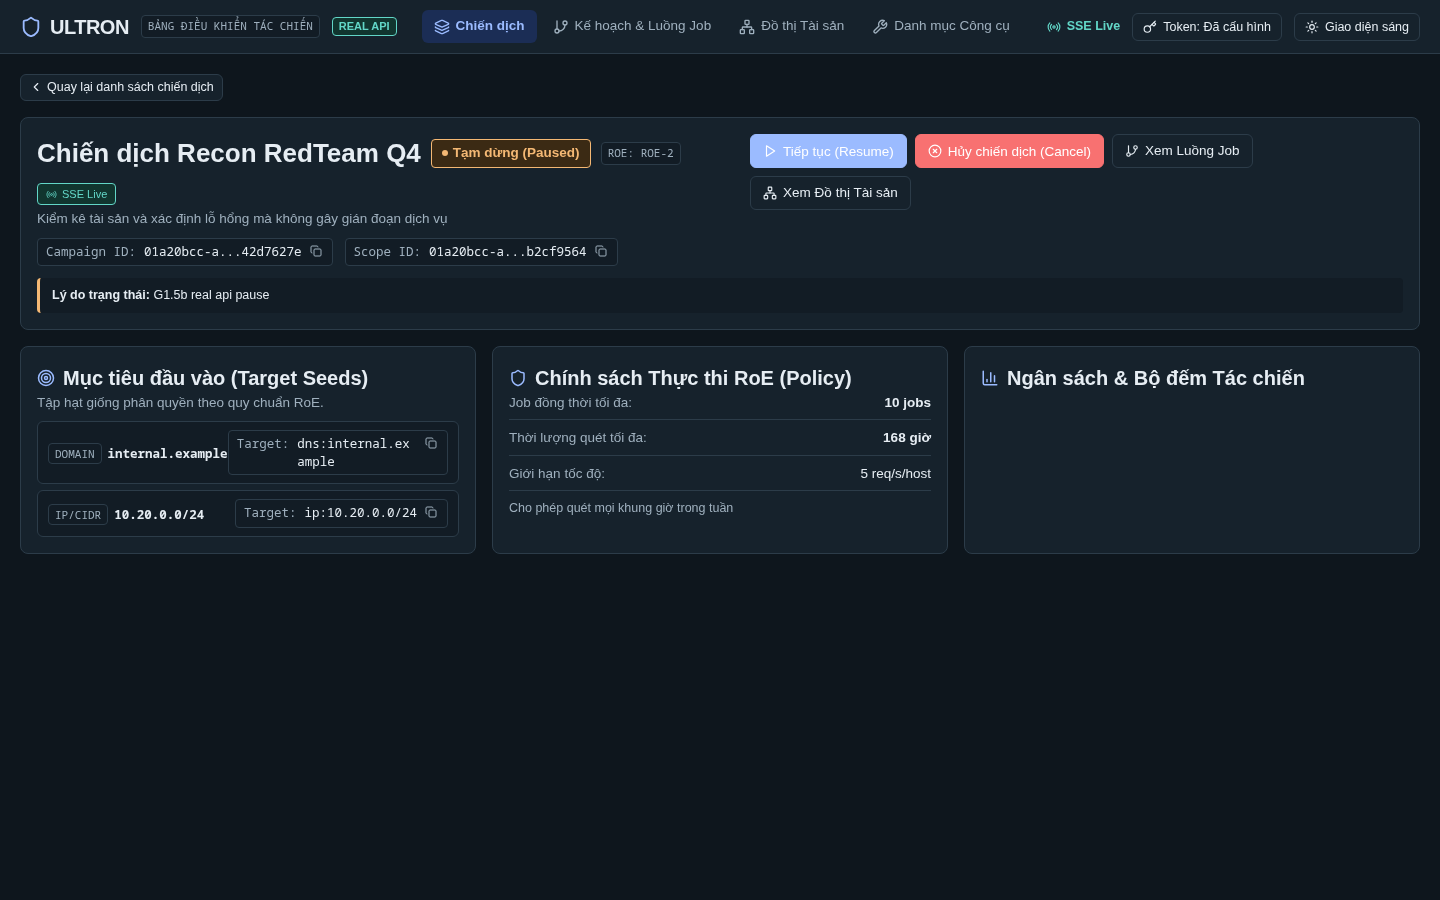 ULTRON BẢNG ĐIỀU KHIỂN TÁC CHIẾN REAL API Chiến dịch Kế hoạch & Luồng Job Đồ thị Tài sản Danh mục Công cụ SSE Live Token: Đã cấu hình Giao diện sáng
Quay lại danh sách chiến dịch
Chiến dịch Recon RedTeam Q4 Tạm dừng (Paused) ROE: ROE-2
SSE Live
Kiểm kê tài sản và xác định lỗ hổng mà không gây gián đoạn dịch vụ
Campaign ID: 01a20bcc-a...42d7627e Scope ID: 01a20bcc-a...b2cf9564
Tiếp tục (Resume) Hủy chiến dịch (Cancel) Xem Luồng Job
Xem Đồ thị Tài sản
Lý do trạng thái: G1.5b real api pause
Mục tiêu đầu vào (Target Seeds)
Tập hạt giống phân quyền theo quy chuẩn RoE.
DOMAIN internal.example Target: dns:internal.ex
ample
IP/CIDR 10.20.0.0/24 Target: ip:10.20.0.0/24
Chính sách Thực thi RoE (Policy)
Job đồng thời tối đa: 10 jobs
Thời lượng quét tối đa: 168 giờ
Giới hạn tốc độ: 5 req/s/host
Cho phép quét mọi khung giờ trong tuần
Ngân sách & Bộ đếm Tác chiến